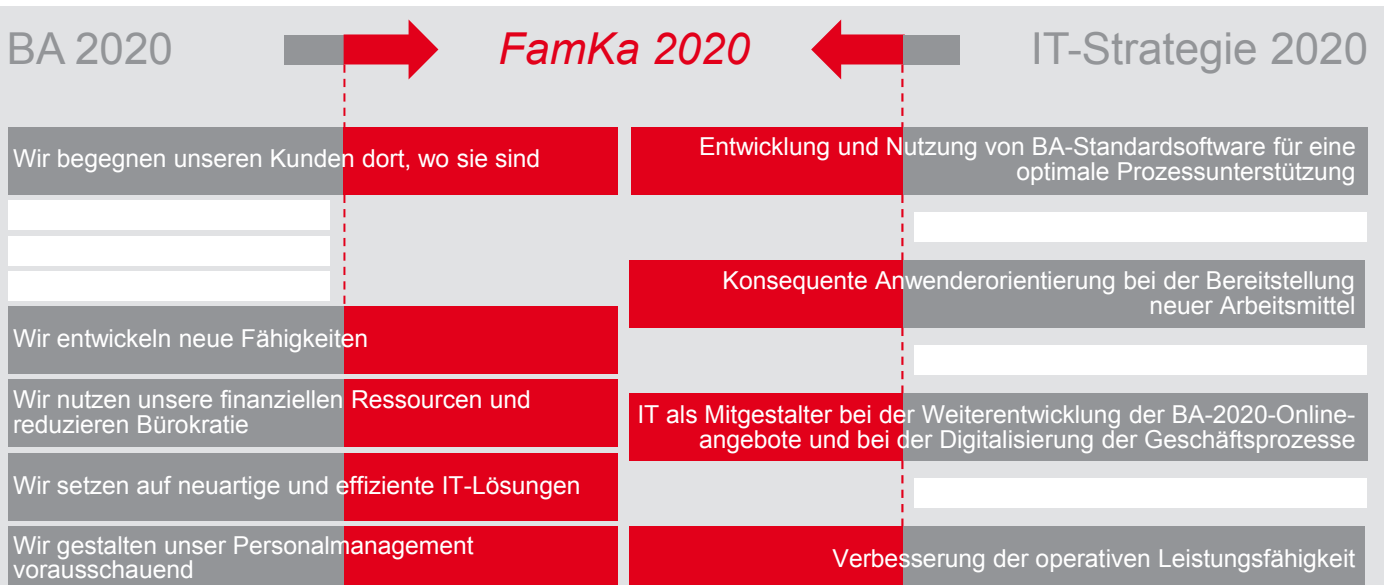 BA 2020
FamKa 2020
IT-Strategie 2020
Wir begegnen unseren Kunden dort, wo sie sind
Wir entwickeln neue Fähigkeiten
Wir nutzen unsere finanziellen Ressourcen und
reduzieren Bürokratie
Wir setzen auf neuartige und effiziente IT-Lösungen
Wir gestalten unser Personalmanagement
vorausschauend
Entwicklung und Nutzung von BA-Standardsoftware für eine
optimale Prozessunterstützung
Konsequente Anwenderorientierung bei der Bereitstellung
neuer Arbeitsmittel
IT als Mitgestalter bei der Weiterentwicklung der BA-2020-Online-
angebote und bei der Digitalisierung der Geschäftsprozesse
Verbesserung der operativen Leistungsfähigkeit